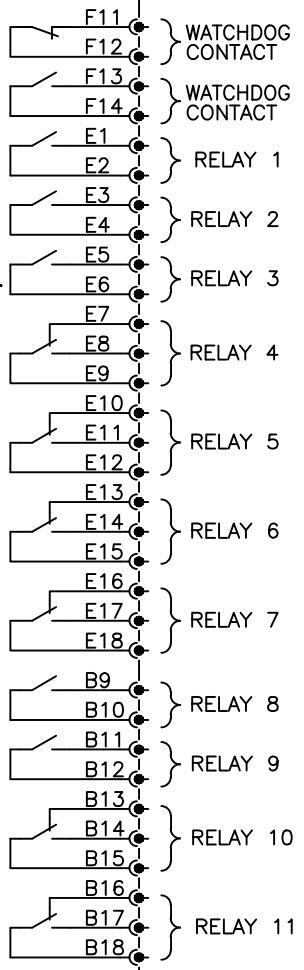 F11
WATCHDOG
F12
CONTACT
F13
WATCHDOG
F14
CONTACT
E1
E2
RELAY 1
E3
E4
RELAY 2
E5
E6
RELAY 3
E7
E8
RELAY 4
E9
E10
E11
RELAY 5
E12
E13
E14
RELAY 6
E15
E16
E17
RELAY 7
E18
B9
B10
RELAY 8
B11
B12
RELAY 9
B13
B14
RELAY 10
B15
B16
B17
RELAY 11
B18